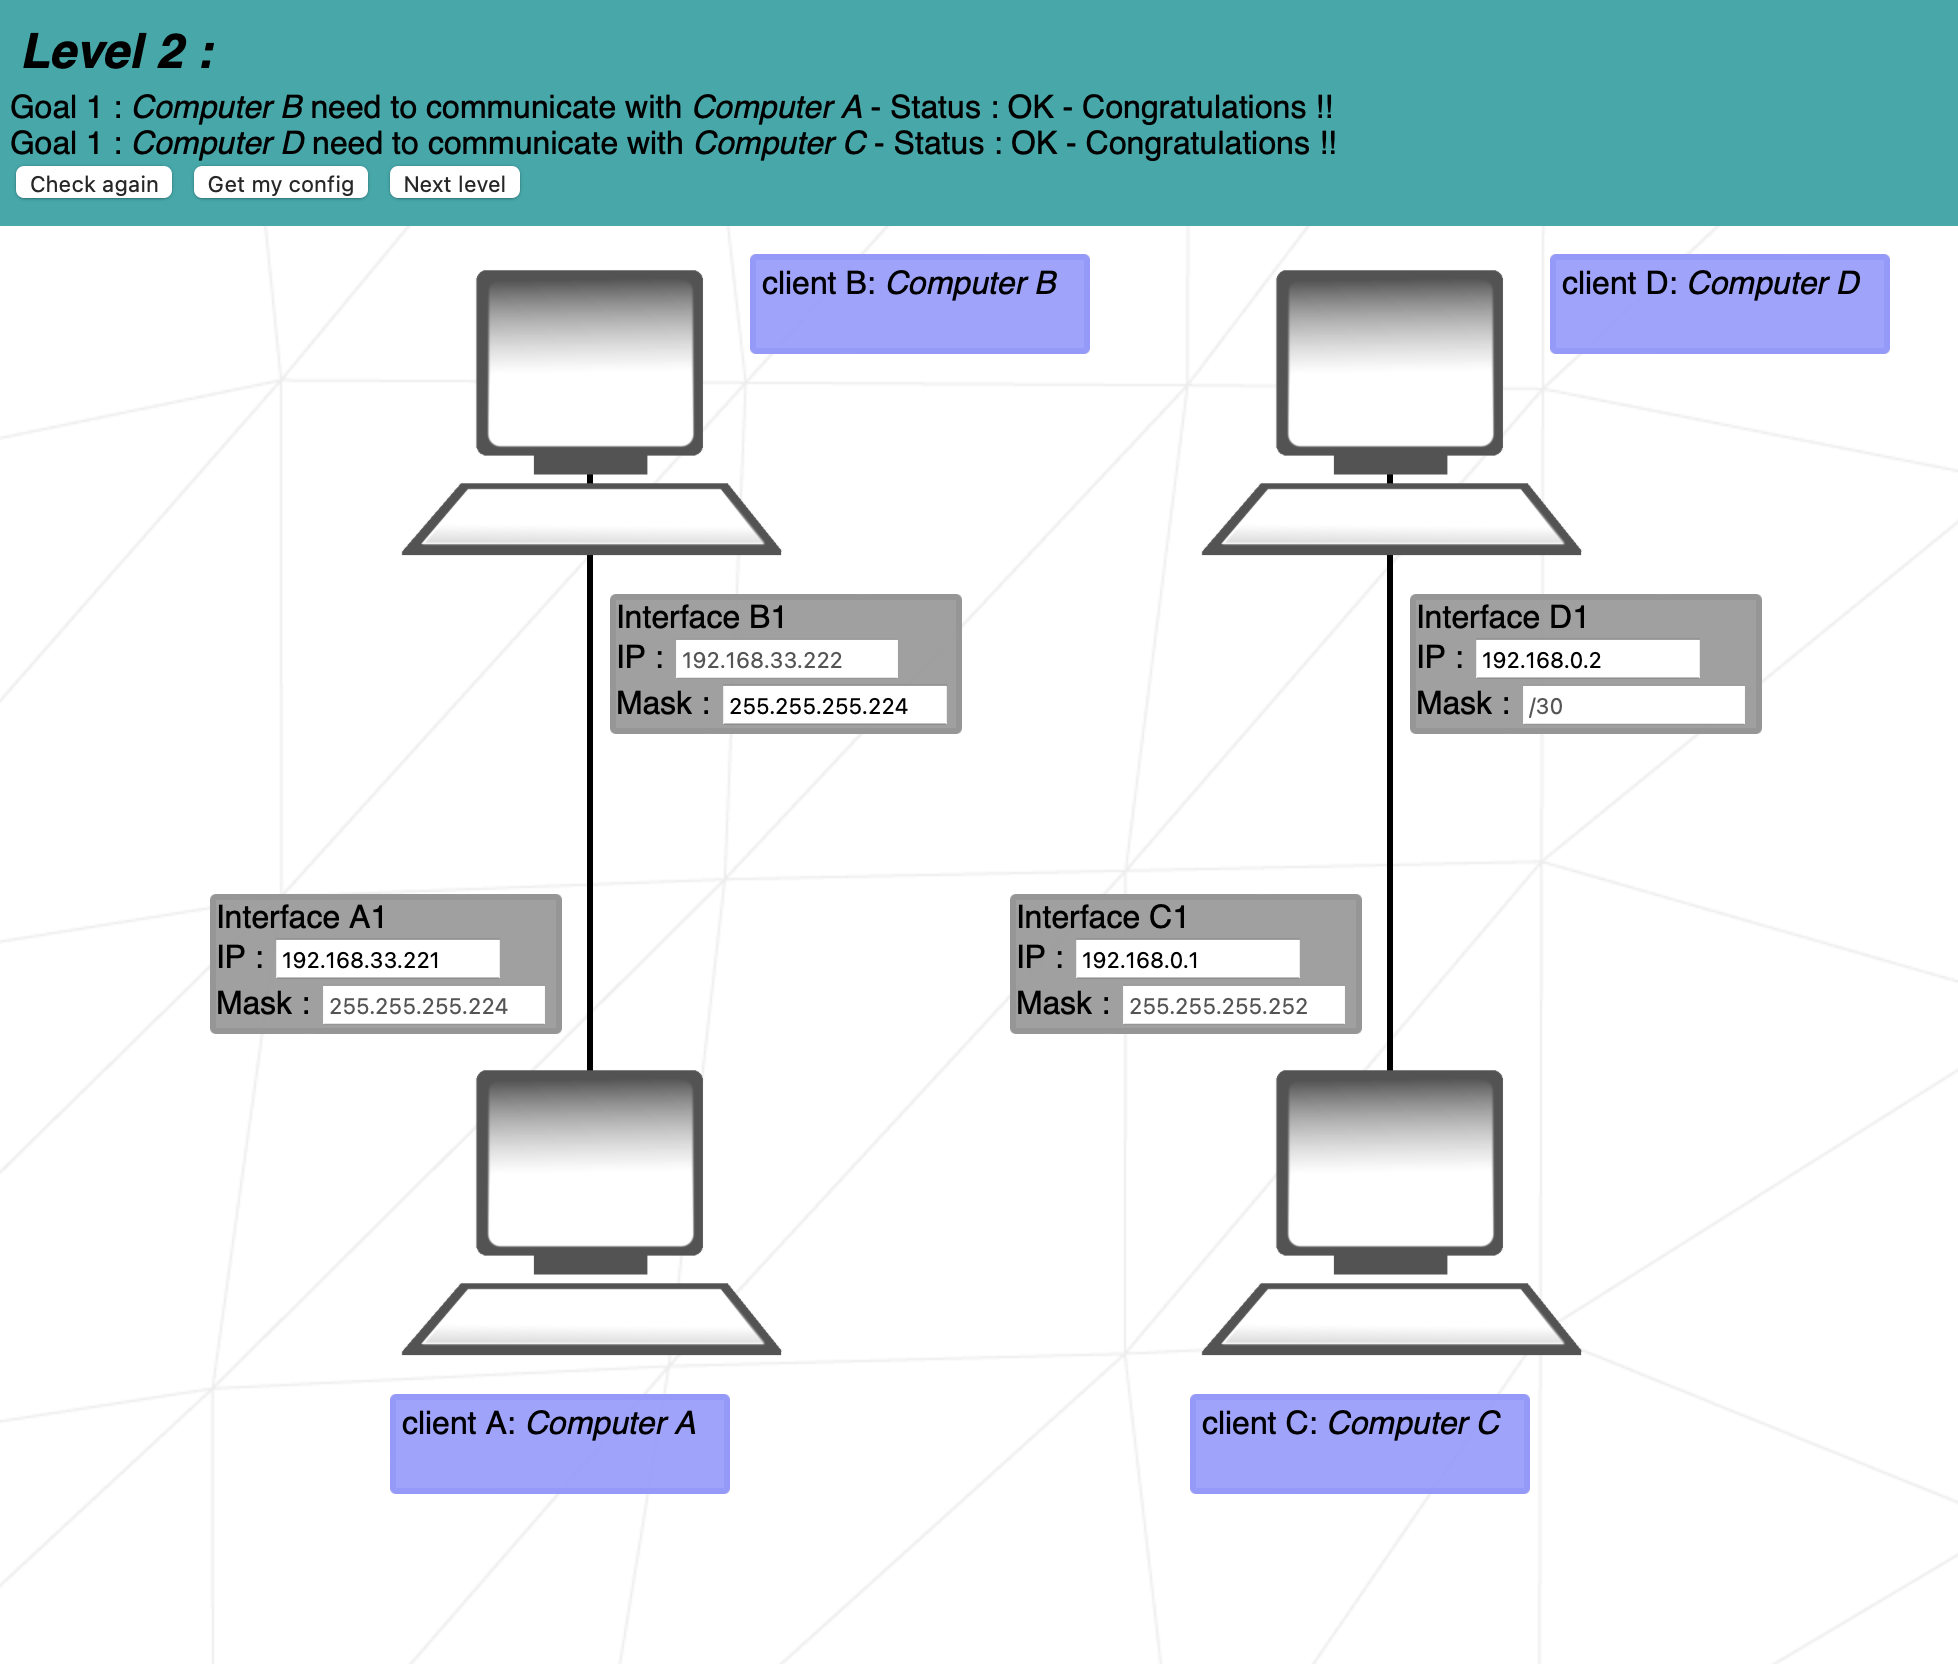 Level 2 :
Goal 1 : Computer B need to communicate with Computer A - Status : OK - Congratulations !!
Goal 1 : Computer D need to communicate with Computer C - Status : OK - Congratulations !!
Check again Get my config Next level
client B: Computer B
client D: Computer D
Interface B1
IP : 192.168.33.222
Mask : 255.255.255.224
Interface D1
IP : 192.168.0.2
Mask : /30
Interface A1
IP : 192.168.33.221
Mask : 255.255.255.224
Interface C1
IP : 192.168.0.1
Mask : 255.255.255.252
client A: Computer A
client C: Computer C